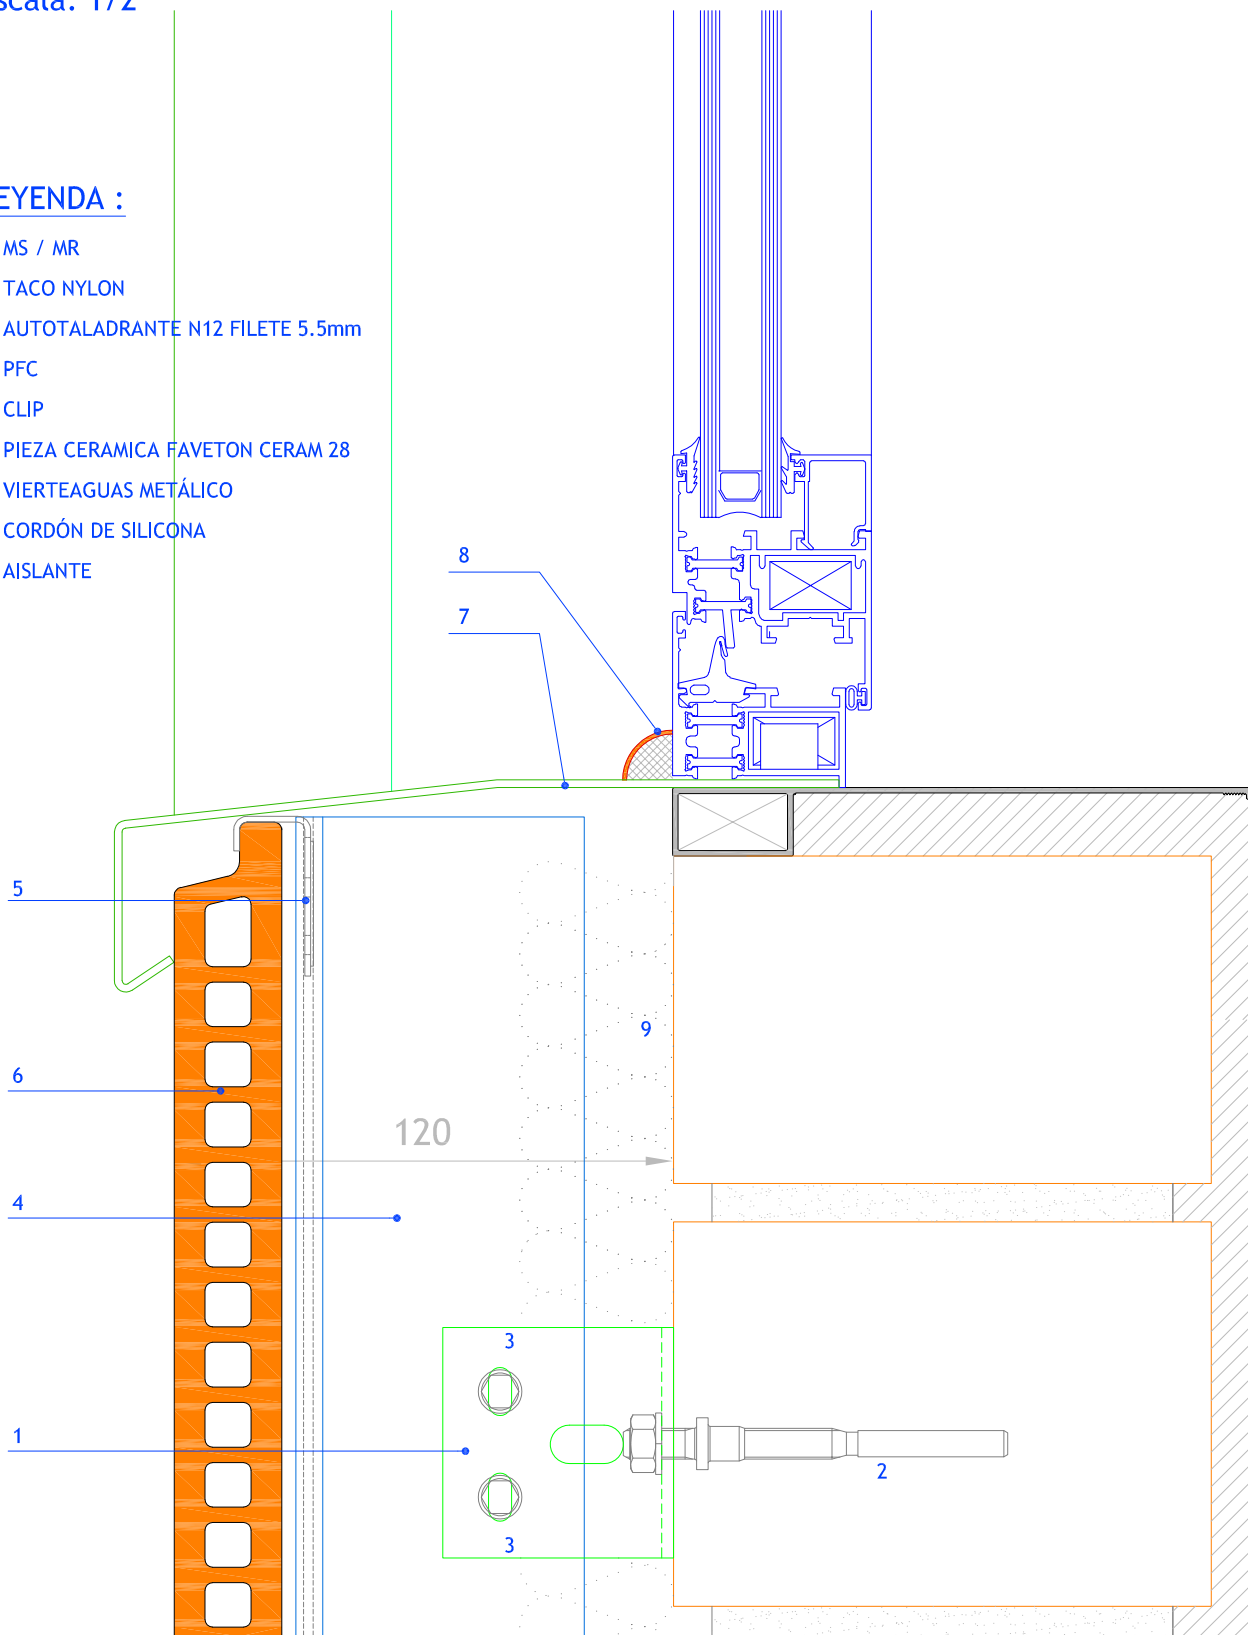 scala: 1/2
EYENDA :
MS / MR
TACO NYLON
AUTOTALADRANTE N12 FILETE 5.5mm
PFC
CLIP
PIEZA CERAMICA FAVETON CERAM 28
VIERTEAGUAS METÁLICO
CORDÓN DE SILICONA
AISLANTE
8
7
5
9
6
120
4
3
1
2
3